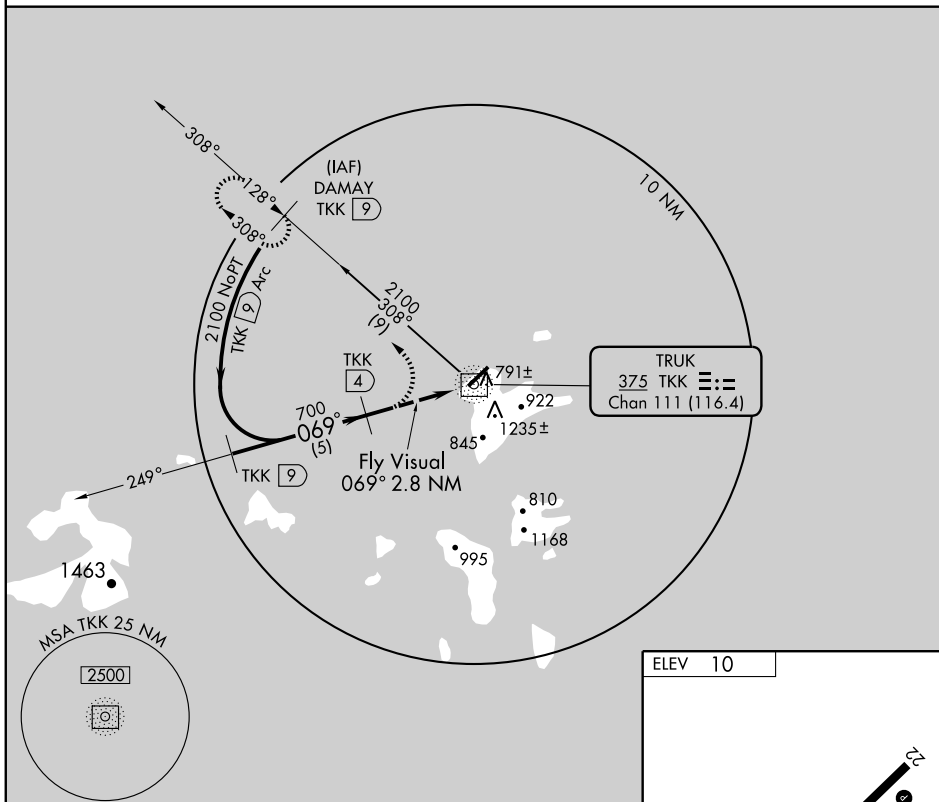 308°
128°
308°
(IAF)
DAMAY
TKK 9
10 NM
2100 NoPT
TKK 9 Arc
2100
308°
(9)
TKK
4
791±
TRUK
375 TKK
Chan 111 (116.4)
922
1235±
845
700
069°
(5)
Fly Visual
069° 2.8 NM
TKK 9
249°
810
1168
995
1463
MSA TKK 25 NM
2500
ELEV 10
22
P